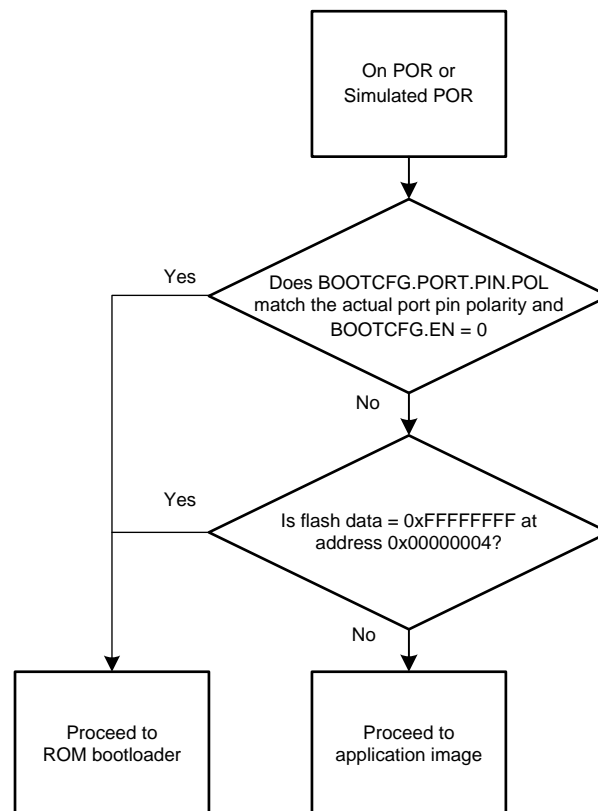 On POR or
Simulated POR
Yes
Does BOOTCFG.PORT.PIN.POL
match the actual port pin polarity and
BOOTCFG.EN = 0
No
Yes
Is flash data = 0xFFFFFFFF at
address 0x00000004?
No
Proceed to
ROM bootloader
Proceed to
application image